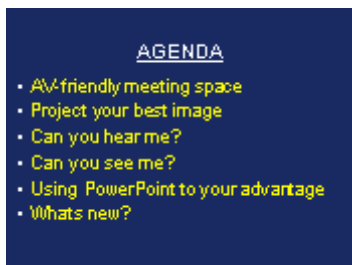 AGENDA
• AV-friendly meeting space
• Project your best image
• Can you hear me?
• Can you see me?
• Using PowerPoint to your advantage
• Whats new?